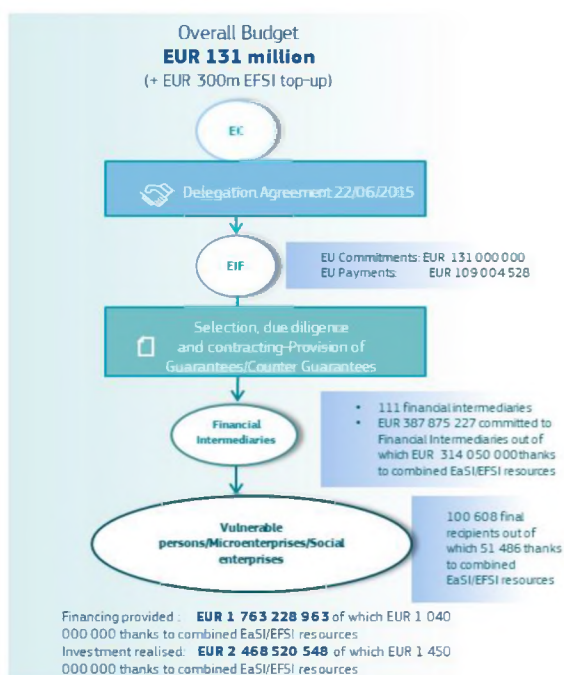 Overall Budget
EUR 131 million
(+ EUR 300m EFSI top-up)
EC
Delegation Agreement 22/06/2015
EIF
EU Commitments: EUR 131 000 000
EU Payments: EUR 109 004 528
Selection, due diligence
and contracting-Provision of
Guarantees/Counter Guarantees
Financial
Intermediaries
• 111 financial intermediaries
• EUR 387 875 227 committed to
Financial Intermediaries out of
which EUR 314 050 000 thanks
to combined EaSI/EFSI resources
Vulnerable
persons/Microenterprises/Social
enterprises
100 608 final
recipients out of
which 51 486 thanks
to combined
EaSI/EFSI resources
Financing provided : EUR 1 763 228 963 of which EUR 1 040
000 000 thanks to combined EaSI/EFSI resources
Investment realised: EUR 2 468 520 548 of which EUR 1 450
000 000 thanks to combined EaSI/EFSI resources